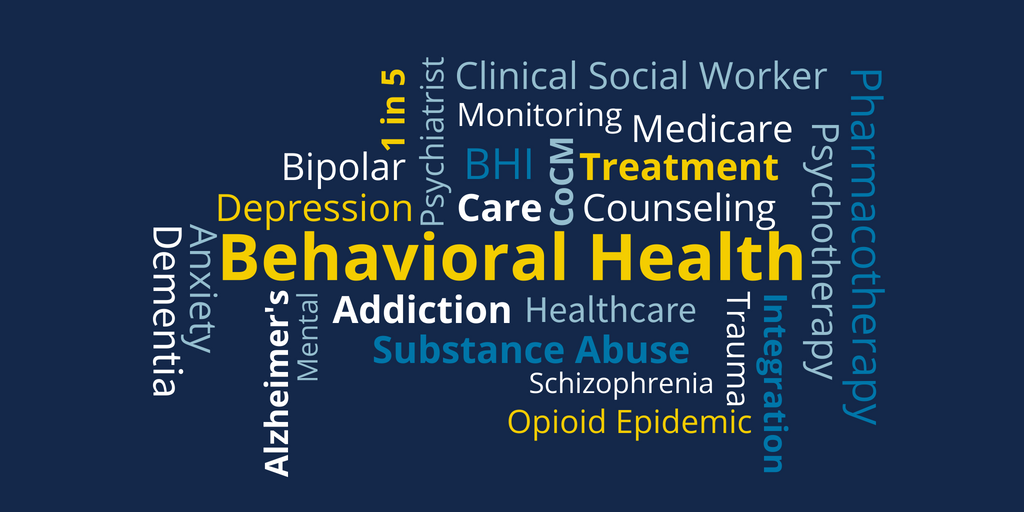 1 in 5
Psychiatrist
Clinical Social Worker
Monitoring
Medicare
Bipolar
BHI
CoCM
Treatment
Depression
Care
Counseling
Psychotherapy
Pharmacotherapy
Dementia
Anxiety
Behavioral Health
Alzheimer's
Mental
Addiction
Healthcare
Substance Abuse
Trauma
Integration
Schizophrenia
Opioid Epidemic